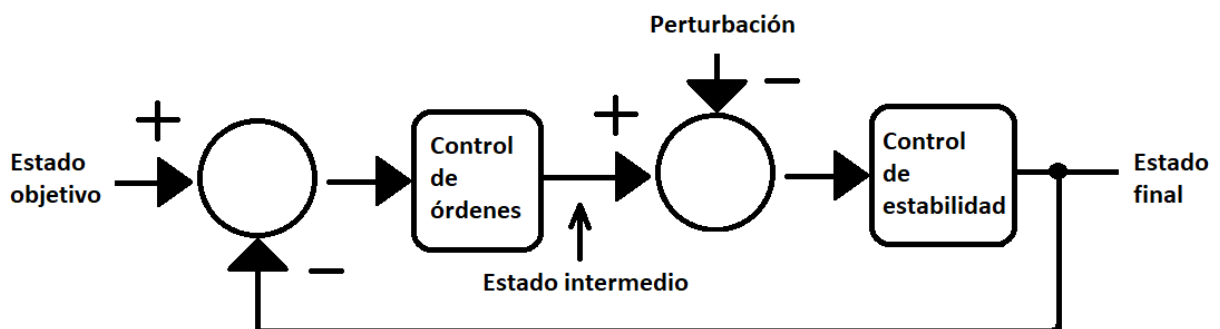 Perturbación
+
−
+
Estado
objetivo
Control
de
órdenes
Control
de
estabilidad
Estado
final
−
Estado intermedio